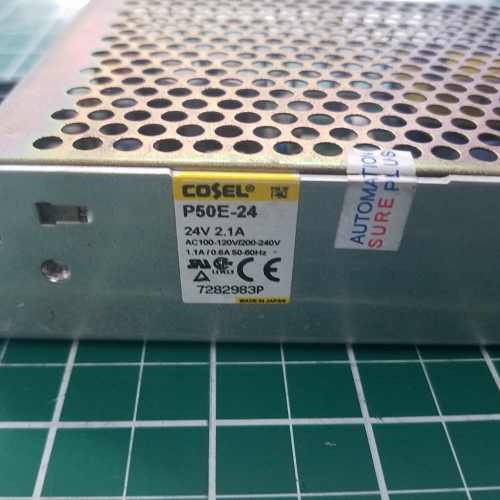 COSEL®
P50E-24
24V 2.1A
AC100-120V/200-240V
1.1A / 0.6A 50-60Hz
LEVEL3
CE
7282983P
MADE IN JAPAN
AUTOMATION
SURE PLUS